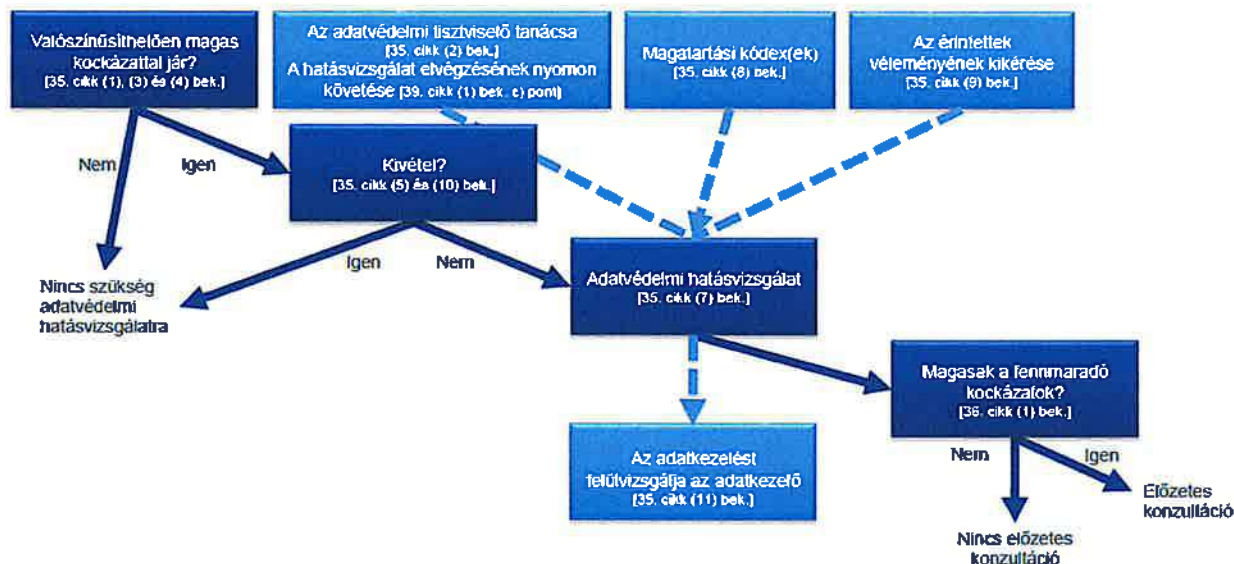 Valószínűsíthetően magas
kockázattal jár?
[35. cikk (1), (3) és (4) bek.]
Az adatvédelmi tisztviselő tanácsa
[35. cikk (2) bek.]
A hatásvizsgálat elvégzésének nyomon
követése [39. cikk (1) bek. c) pont]
Magatartási kódex(ek)
[35. cikk (8) bek.]
Az érintettek
véleményének kikérése
[35. cikk (9) bek.]
Nem
Igen
Kivétel?
[35. cikk (5) és (10) bek.]
Igen
Nem
Nincs szükség
adatvédelmi
hatásvizsgálatra
Adatvédelmi hatásvizsgálat
[35. cikk (7) bek.]
Magasak a fennmaradó
kockázatok?
[36. cikk (1) bek.]
Az adatkezelést
felülvizsgálja az adatkezelő
[35. cikk (11) bek.]
Nem
Igen
Előzetes
konzultáció
Nincs előzetes
konzultáció